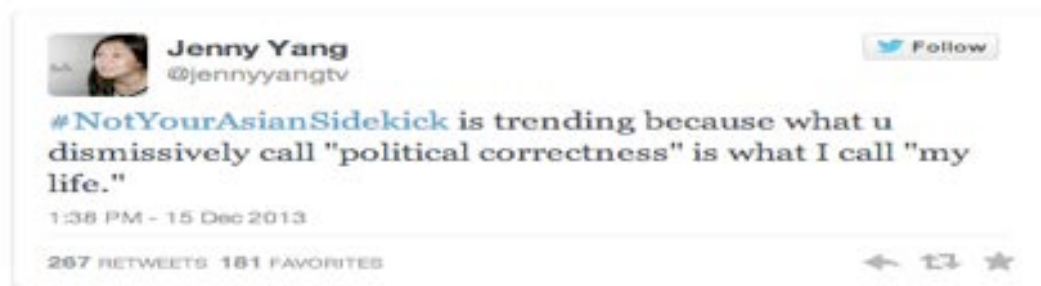 Jenny Yang
@jennyyangtv
Follow
#NotYourAsianSidekick is trending because what u
dismissively call "political correctness" is what I call "my
life."
1:38 PM - 15 Dec 2013
267 RETWEETS 181 FAVORITES